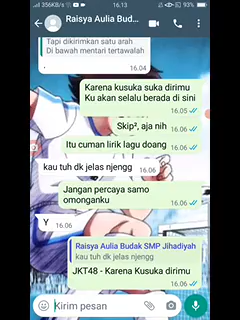 356KB/s
16.13
93%
Raisya Aulia Budak...
Tapi dikirimkan satu arah
Di bawah mentari tertawalah
.
16.04
Karena kusuka suka dirimu
Ku akan selalu berada di sini
16.05
Skip², aja nih
16.06
Itu cuman lirik lagu doang
16.06
kau tuh dk jelas njengg
16.06
Jangan percaya samo
omonganku
16.06
Y
16.06
Raisya Aulia Budak SMP Jihadiyah
kau tuh dk jelas njengg
JKT48 - Karena Kusuka dirimu
16.07
Kirim pesan